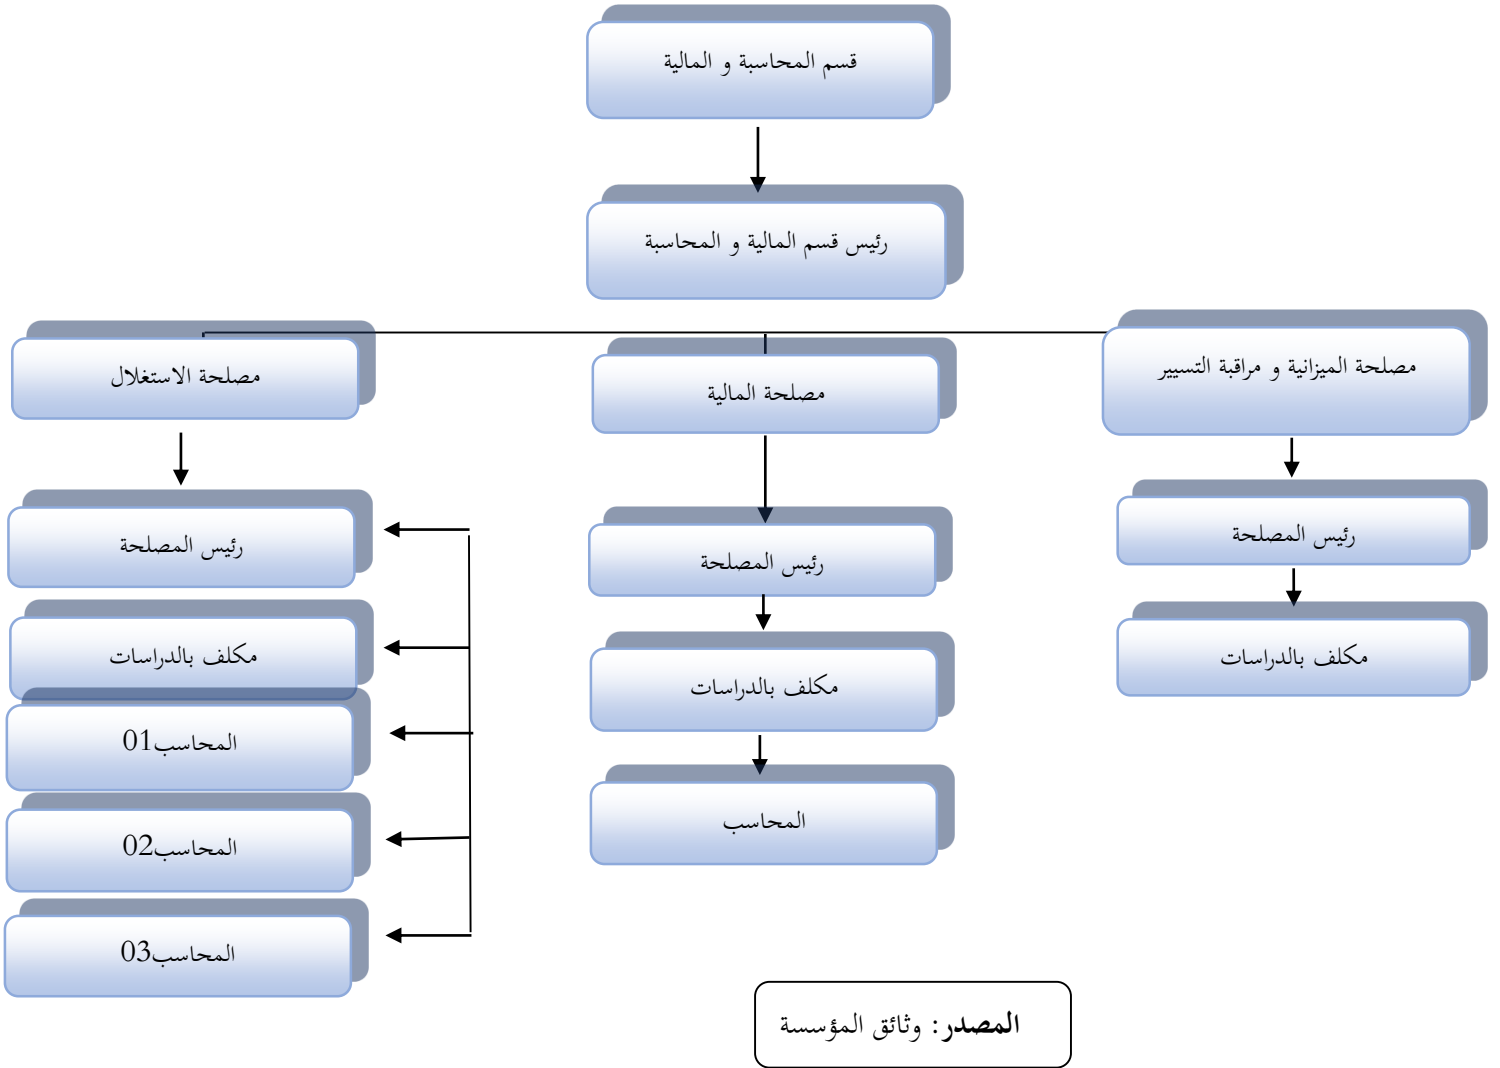 قسم المحاسبة و المالية
رئيس قسم المالية و المحاسبة
مصلحة الميزانية و مراقبة التسيير
رئيس المصلحة
مكلف بالدراسات
مصلحة المالية
رئيس المصلحة
مكلف بالدراسات
المحاسب
مصلحة الاستغلال
رئيس المصلحة
مكلف بالدراسات
المحاسب01
المحاسب02
المحاسب03
المصدر: وثائق المؤسسة